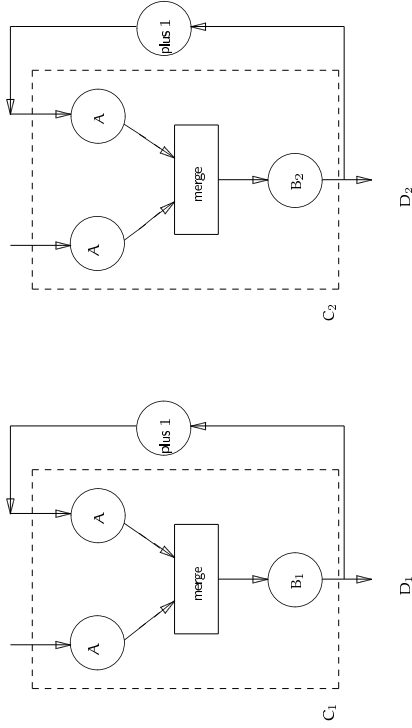 plus 1
A
A
merge
B₂
C₂
D₂
plus 1
A
A
merge
B₁
C₁
D₁